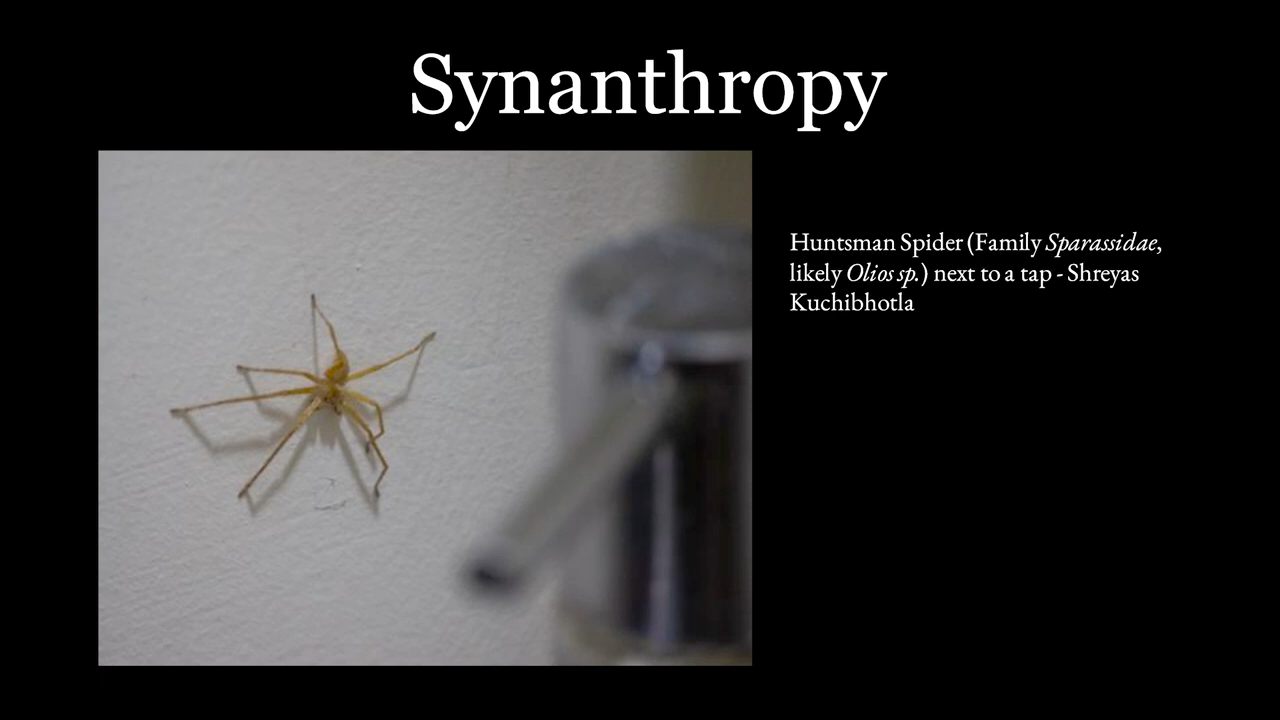 Synanthropy
Huntsman Spider (Family Sparassidae,
likely Olios sp.) next to a tap - Shreyas
Kuchibhotla